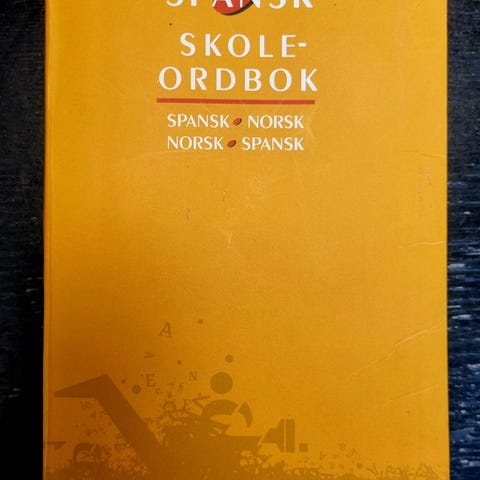 SPANSK
SKOLE-
ORDBOK
SPANSK • NORSK
NORSK • SPANSK